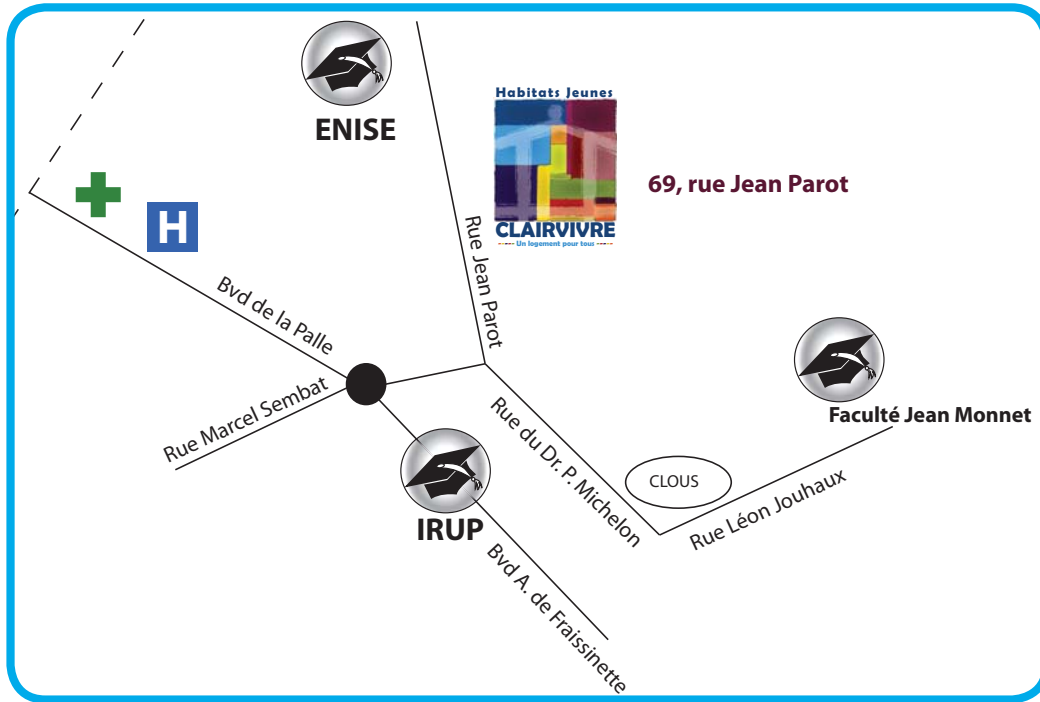 ENISE
Habitats Jeunes
CLAIRVIVRE
Un logement pour tous
69, rue Jean Parot
H
Rue Jean Parot
Bvd de la Palle
Rue Marcel Sembat
Faculté Jean Monnet
Rue du Dr. P. Michelon
CLOUS
Rue Léon Jouhaux
IRUP
Bvd A. de Fraissinette